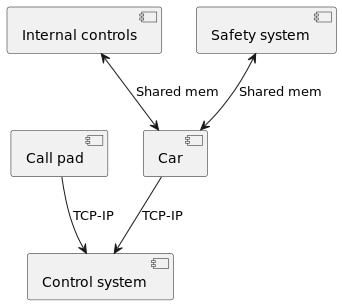 Internal controls
Safety system
Shared mem
Shared mem
Call pad
Car
TCP-IP
TCP-IP
Control system